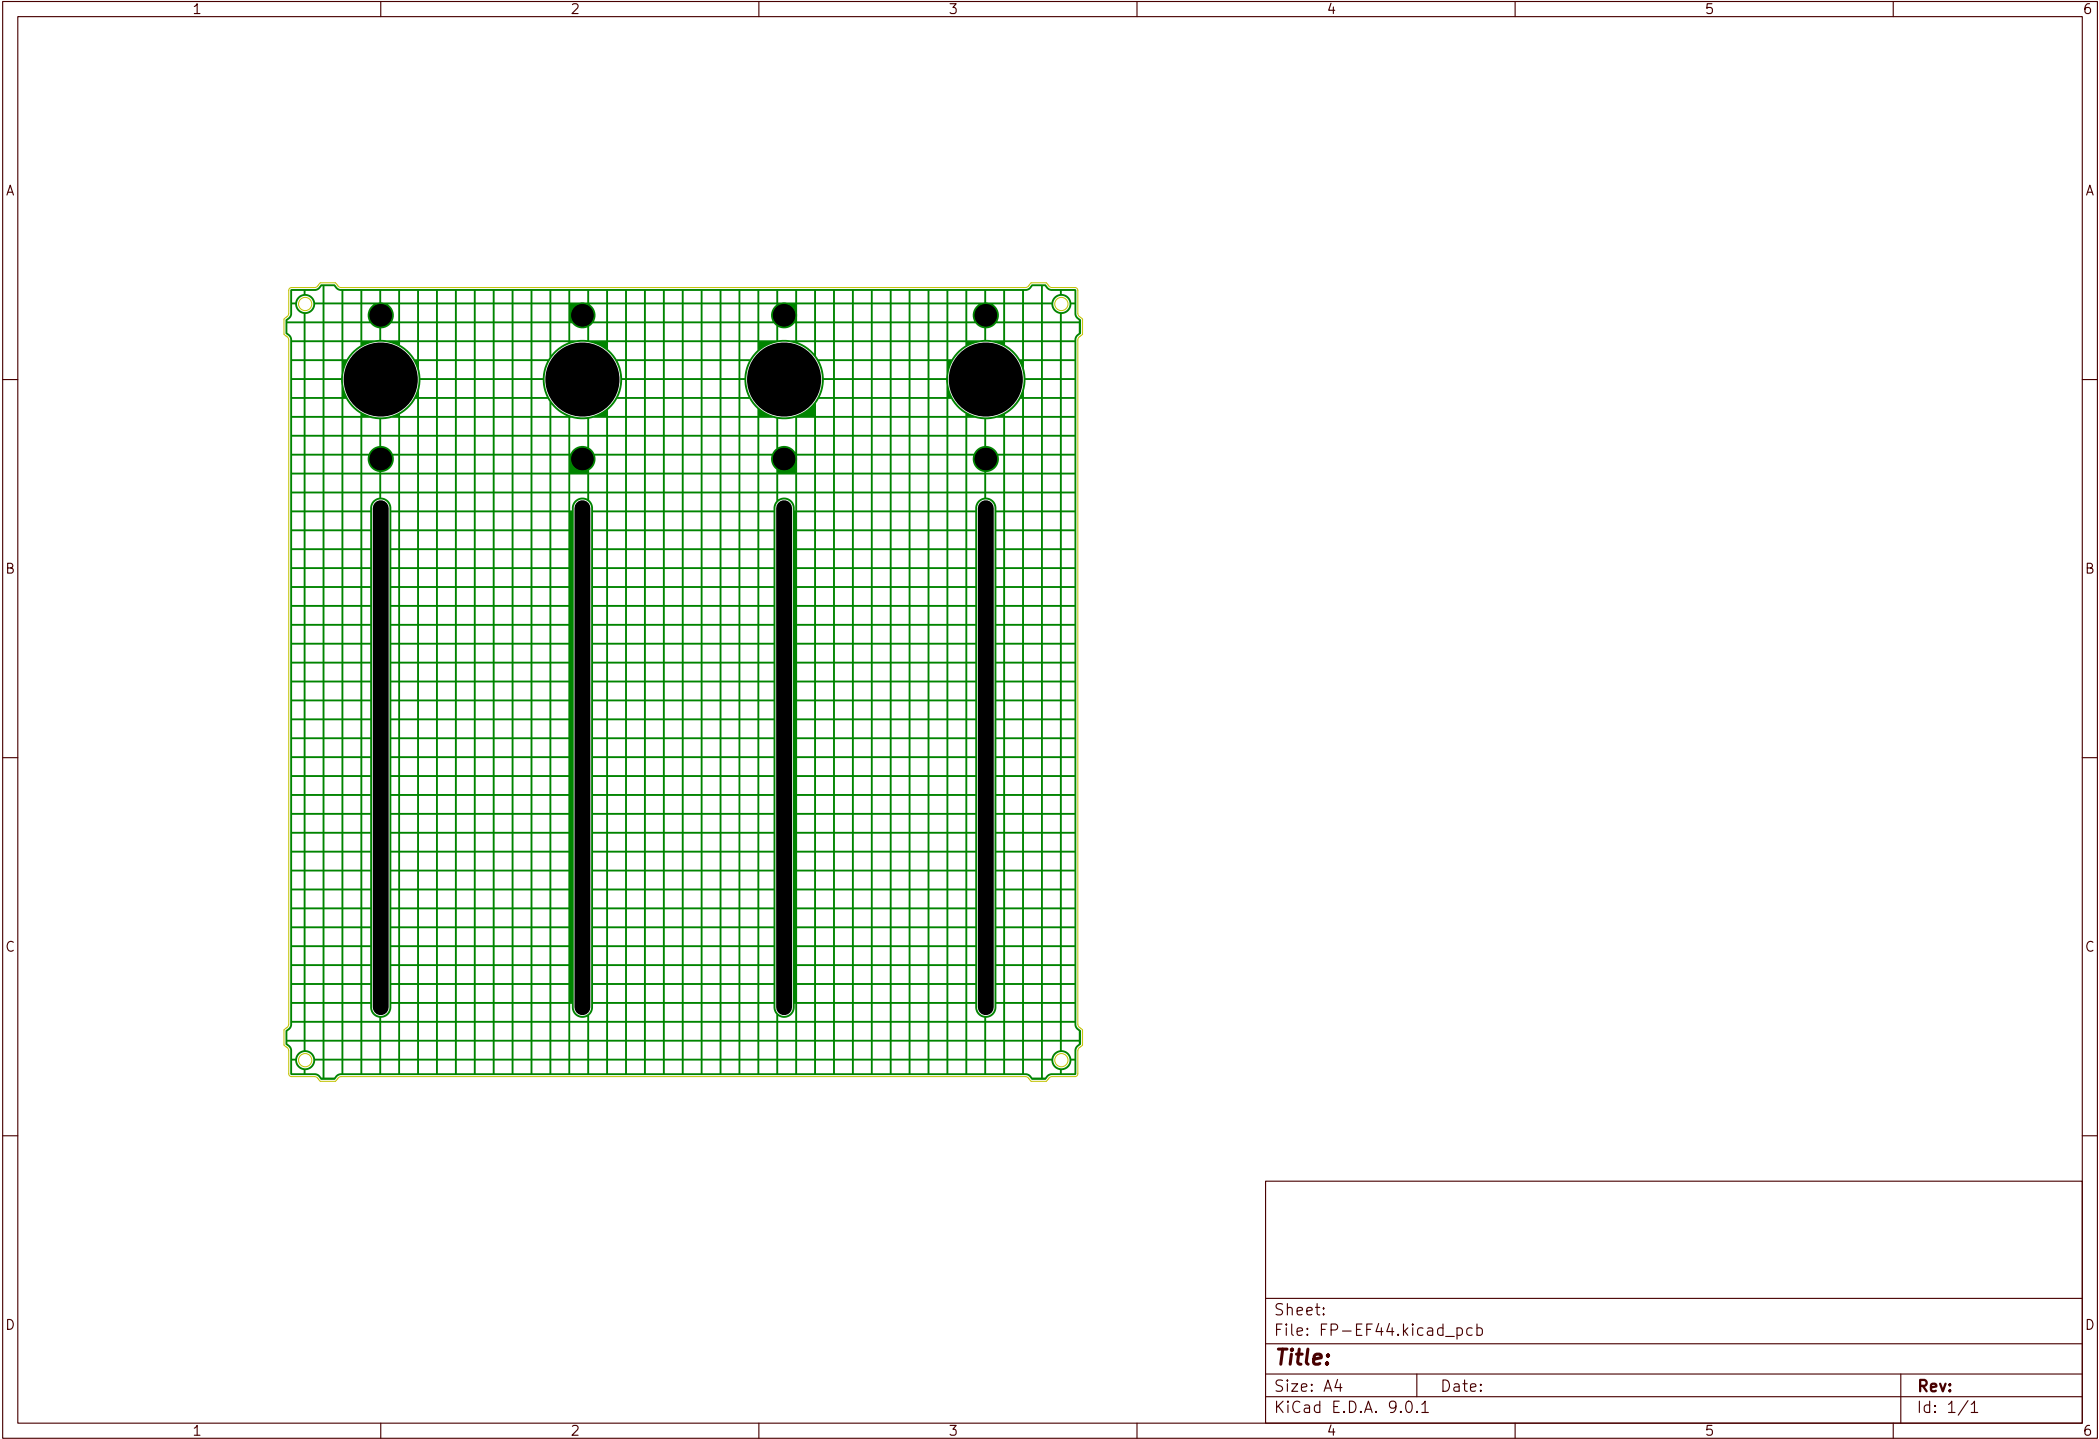 1 2 3 4 5 6
A A
B B
C C
D D
Sheet:
File: FP-EF44.kicad_pcb
Title:
Size: A4 Date: Rev:
KiCad E.D.A. 9.0.1 Id: 1/1
1 2 3 4 5 6